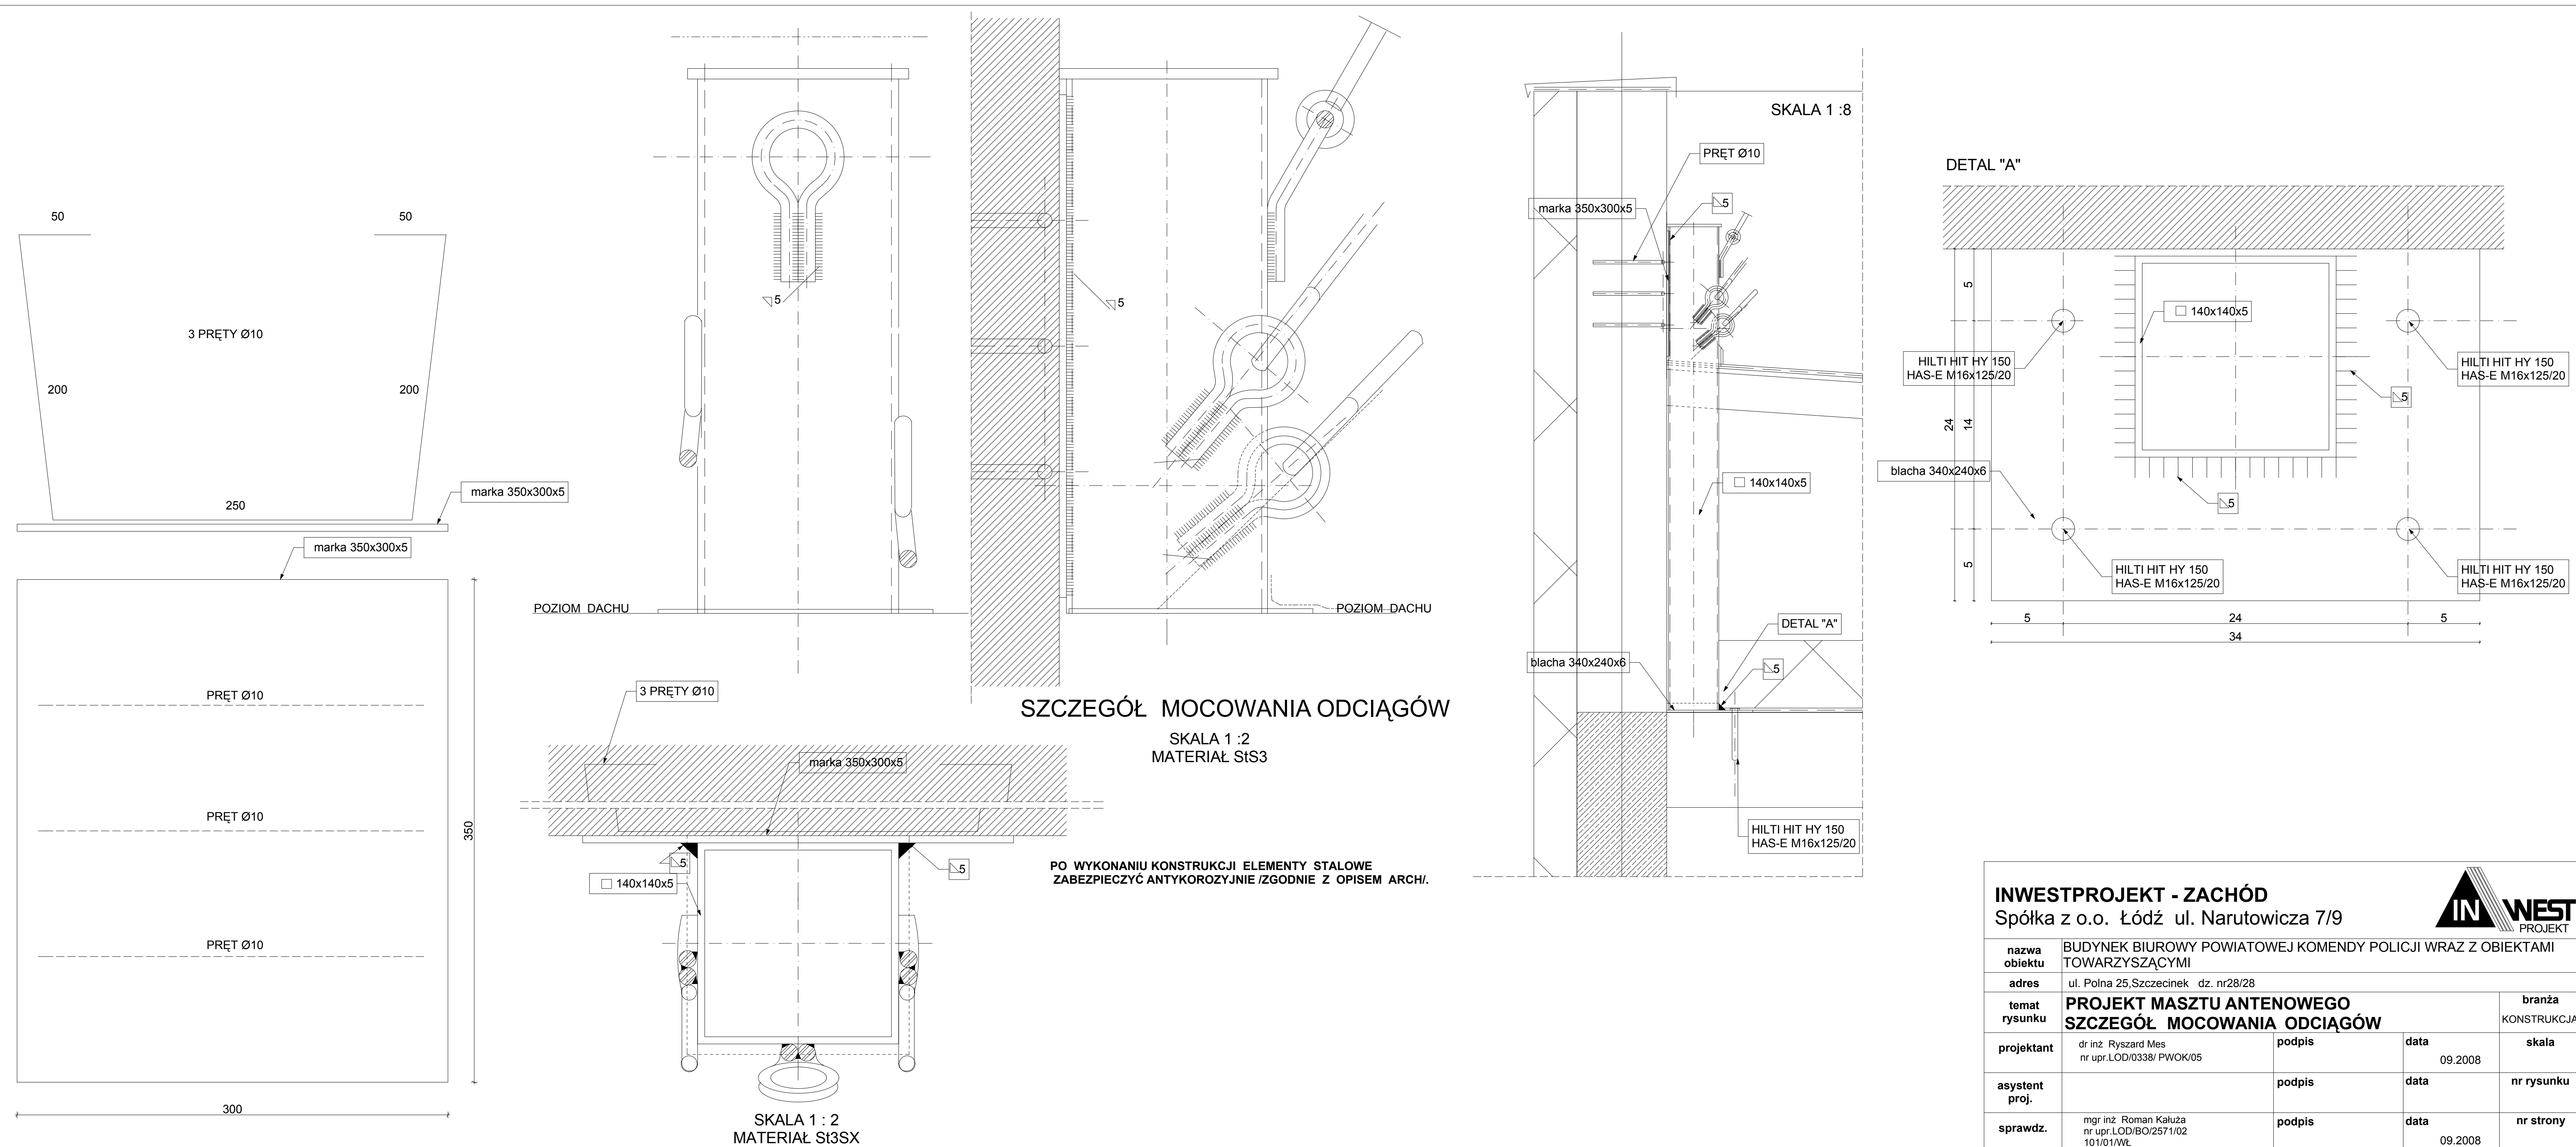 50
50
3 PRĘTY Ø10
200
200
250
marka 350x300x5
marka 350x300x5
PRĘT Ø10
PRĘT Ø10
PRĘT Ø10
350
300
5
5
POZIOM DACHU
POZIOM DACHU
SZCZEGÓŁ MOCOWANIA ODCIĄGÓW
SKALA 1 :2
MATERIAŁ StS3
3 PRĘTY Ø10
marka 350x300x5
5
5
140x140x5
SKALA 1 : 2
MATERIAŁ St3SX
PO WYKONANIU KONSTRUKCJI ELEMENTY STALOWE
ZABEZPIECZYĆ ANTYKOROZYJNIE /ZGODNIE Z OPISEM ARCH/.
SKALA 1 :8
PRĘT Ø10
marka 350x300x5
5
140x140x5
DETAL "A"
blacha 340x240x6
5
HILTI HIT HY 150
HAS-E M16x125/20
DETAL "A"
5
140x140x5
HILTI HIT HY 150
HAS-E M16x125/20
HILTI HIT HY 150
HAS-E M16x125/20
5
24
14
blacha 340x240x6
5
HILTI HIT HY 150
HAS-E M16x125/20
HILTI HIT HY 150
HAS-E M16x125/20
5
5
24
5
34
INWESTPROJEKT - ZACHÓD
Spółka z o.o. Łódź ul. Narutowicza 7/9
IN WEST
PROJEKT
nazwa
obiektu
BUDYNEK BIUROWY POWIATOWEJ KOMENDY POLICJI WRAZ Z OBIEKTAMI
TOWARZYSZĄCYMI
adres
ul. Polna 25,Szczecinek dz. nr28/28
temat
rysunku
PROJEKT MASZTU ANTENOWEGO
SZCZEGÓŁ MOCOWANIA ODCIĄGÓW
branża
KONSTRUKCJA
projektant
dr inż Ryszard Mes
nr upr.LOD/0338/ PWOK/05
podpis
data
09.2008
skala
asystent
proj.
podpis
data
nr rysunku
sprawdz.
mgr inż Roman Kałuża
nr upr.LOD/BO/2571/02
101/01/WŁ
podpis
data
09.2008
nr strony